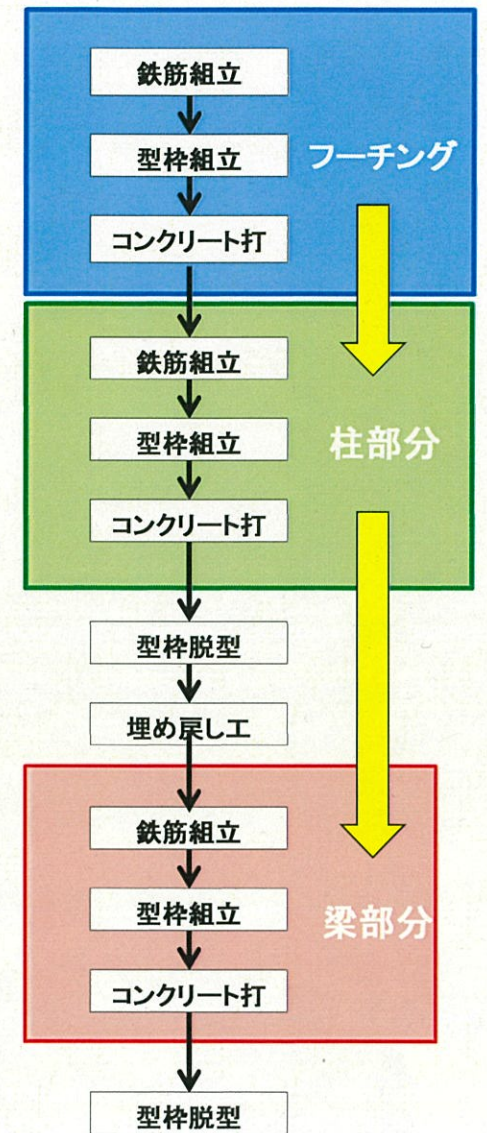 鉄筋組立
型枠組立
フーチング
コンクリート打
鉄筋組立
型枠組立
柱部分
コンクリート打
型枠脱型
埋め戻し工
鉄筋組立
型枠組立
梁部分
コンクリート打
型枠脱型